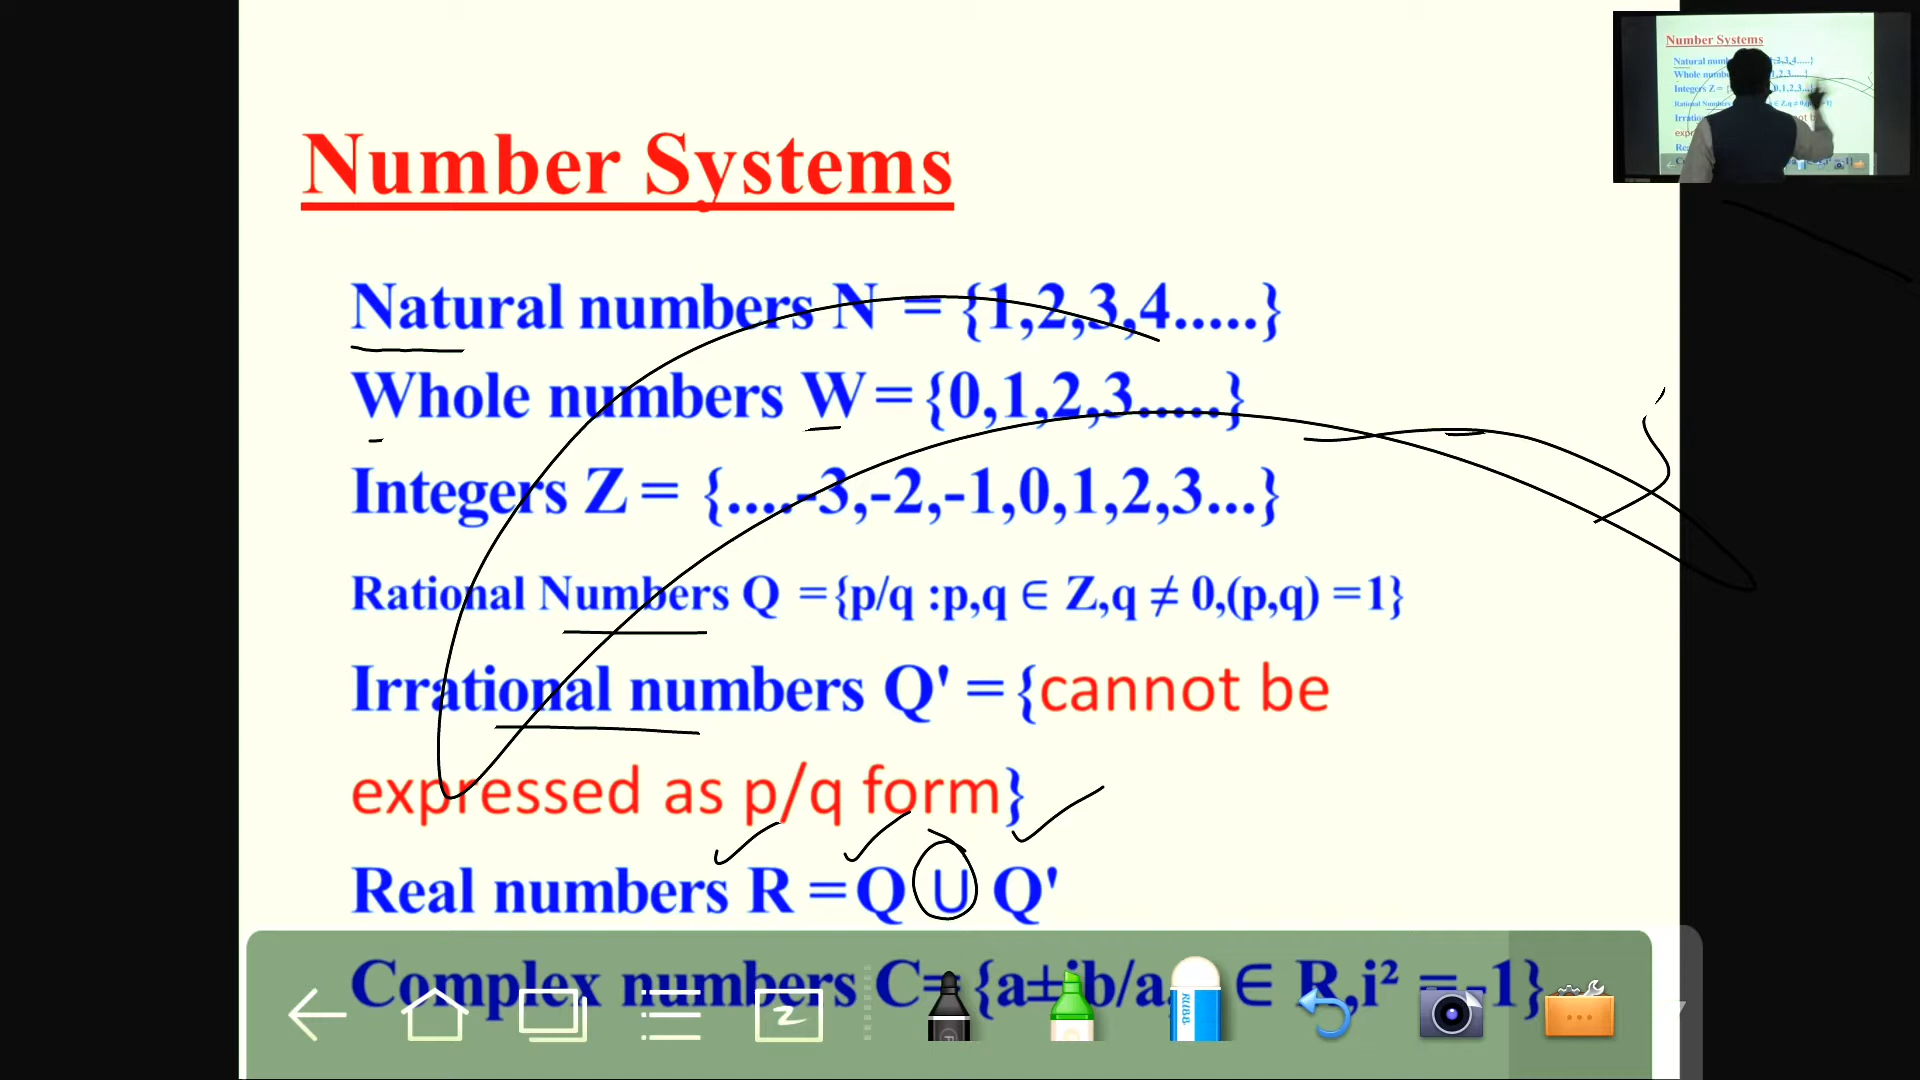 Number Systems
Natural numbers N = {1,2,3,4.....}
Whole numbers W = {0,1,2,3.....}
Integers Z = {....-3,-2,-1,0,1,2,3...}
Rational Numbers Q = {p/q :p,q ∈ Z,q ≠ 0,(p,q) =1}
Irrational numbers Q' = {cannot be
expressed as p/q form}
Real numbers R = Q ∪ Q'
Complex numbers C= {a±ib/a, ∈ R,i² = -1}
Number Systems